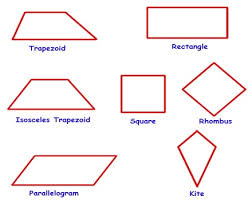 Trapezoid
Rectangle
Isosceles Trapezoid
Square
Rhombus
Parallelogram
Kite